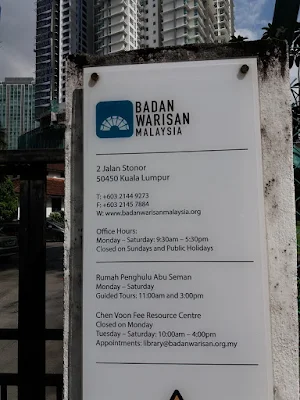 BADAN
WARISAN
MALAYSIA
2 Jalan Stonor
50450 Kuala Lumpur
T: +603 2144 9273
F: +603 2145 7884
W: www.badanwarisanmalaysia.org
Office Hours:
Monday – Saturday: 9:30am – 5:30pm
Closed on Sundays and Public Holidays
Rumah Penghulu Abu Seman
Monday – Saturday
Guided Tours: 11:00am and 3:00pm
Chen Voon Fee Resource Centre
Closed on Monday
Tuesday – Saturday: 10:00am – 4:00pm
Appointments: library@badanwarisan.org.my